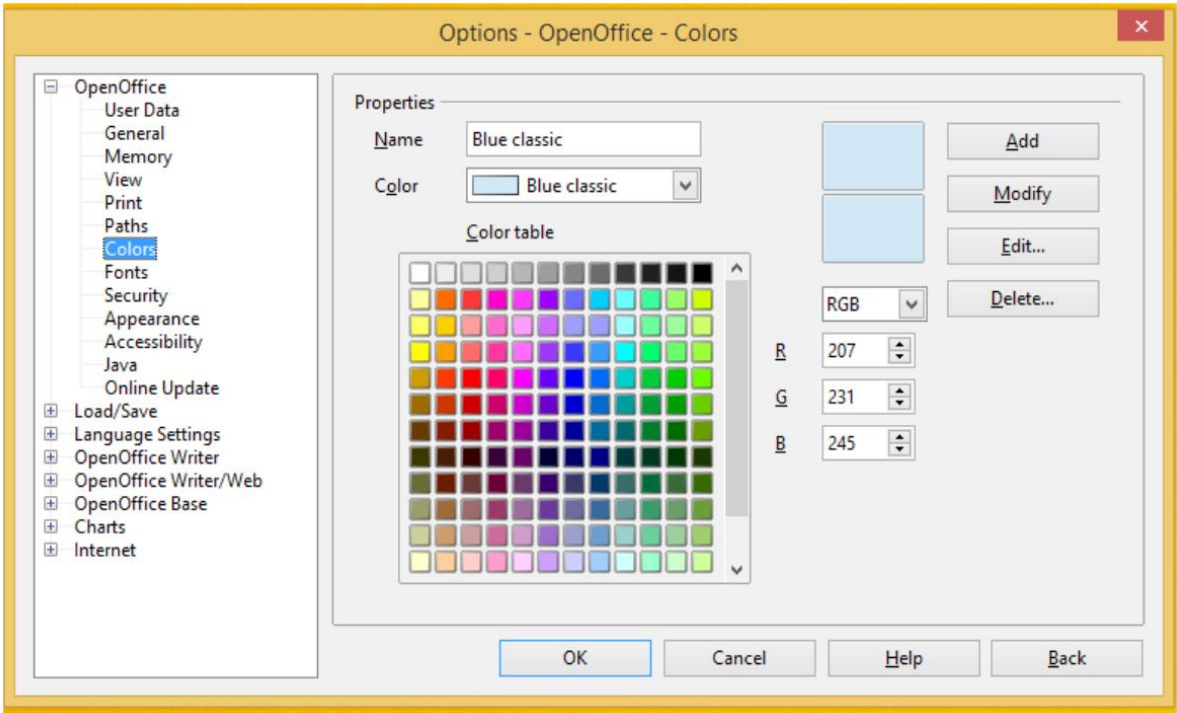 Options - OpenOffice - Colors
OpenOffice
User Data
General
Memory
View
Print
Paths
Colors
Fonts
Security
Appearance
Accessibility
Java
Online Update
Load/Save
Language Settings
OpenOffice Writer
OpenOffice Writer/Web
OpenOffice Base
Charts
Internet
Properties
Name Blue classic
Color Blue classic
Color table
RGB
R 207
G 231
B 245
Add
Modify
Edit...
Delete...
OK Cancel Help Back